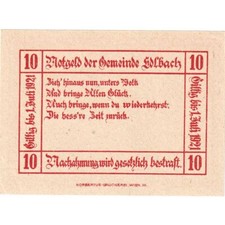 10 Notgeld der Gemeinde Edlbach 10
Zieh' hinaus nun, unters Volk
Und bringe Allen Glück.
Auch bringe, wenn du wiederkehrst:
Die bess're Zeit zurück.
Giltig bis 1. Juli 1921
Giltig bis 1. Juli 1921
10 Nachahmung wird gesetzlich bestraft. 10